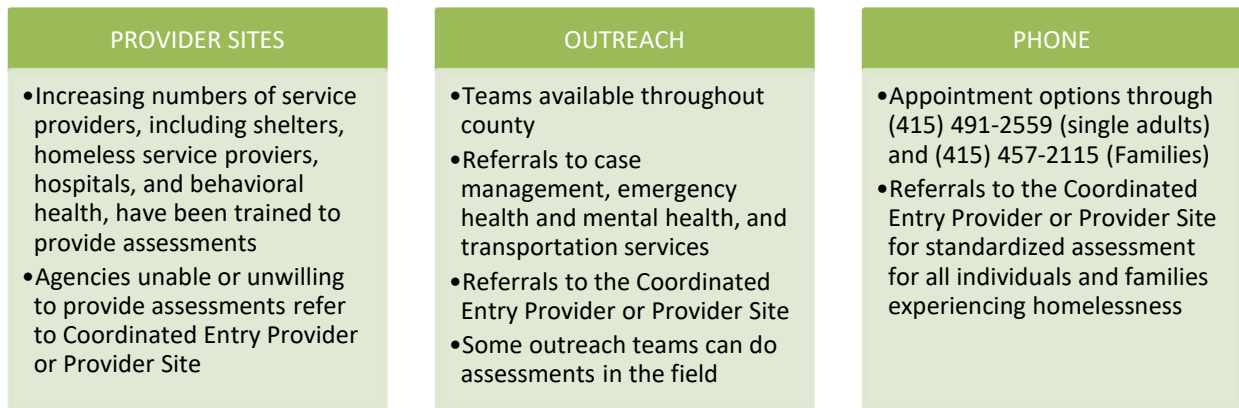 PROVIDER SITES
•Increasing numbers of service
providers, including shelters,
homeless service proviers,
hospitals, and behavioral
health, have been trained to
provide assessments
•Agencies unable or unwilling
to provide assessments refer
to Coordinated Entry Provider
or Provider Site
OUTREACH
•Teams available throughout
county
•Referrals to case
management, emergency
health and mental health, and
transportation services
•Referrals to the Coordinated
Entry Provider or Provider Site
•Some outreach teams can do
assessments in the field
PHONE
•Appointment options through
(415) 491-2559 (single adults)
and (415) 457-2115 (Families)
•Referrals to the Coordinated
Entry Provider or Provider Site
for standardized assessment
for all individuals and families
experiencing homelessness